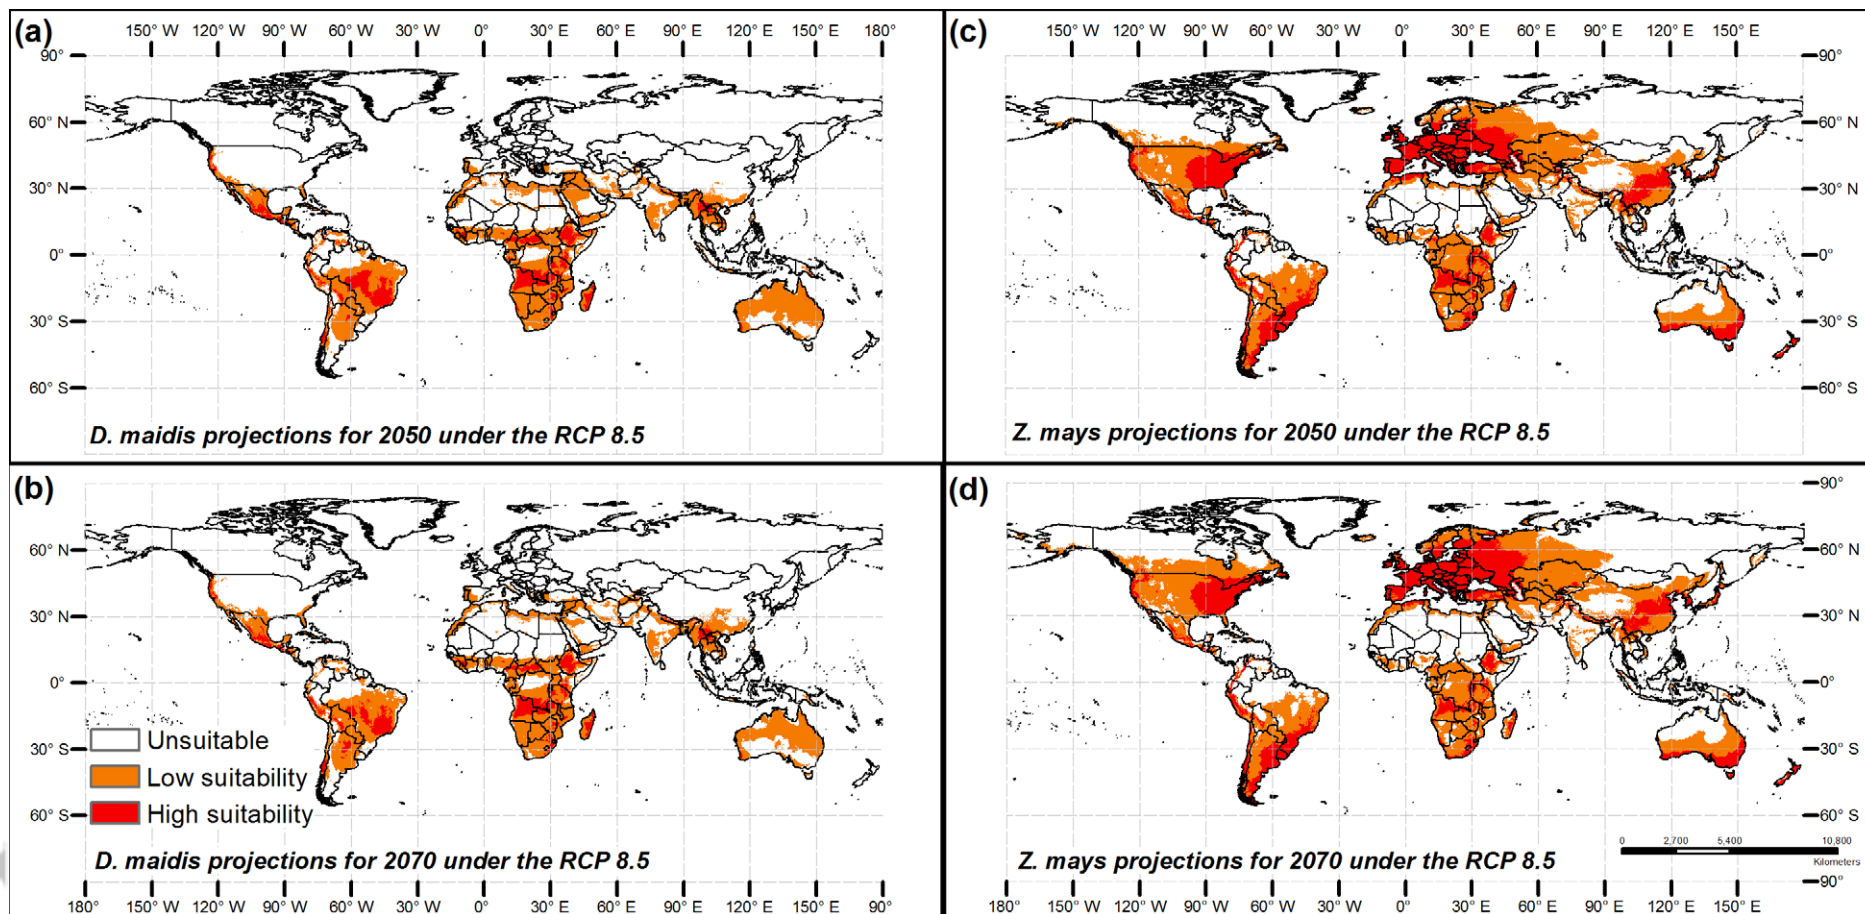 (a)
150° W 120° W 90° W 60° W 30° W 0° 30° E 60° E 90° E 120° E 150° E 180°
90°
60° N
30° N
0°
30° S
60° S
D. maidis projections for 2050 under the RCP 8.5
(c)
150° W 120° W 90° W 60° W 30° W 0° 30° E 60° E 90° E 120° E 150° E
90°
60° N
30° N
0°
30° S
60° S
Z. mays projections for 2050 under the RCP 8.5
(b)
180°
60° N
30° N
0°
30° S
60° S
Unsuitable
Low suitability
High suitability
D. maidis projections for 2070 under the RCP 8.5
180° 150° W 120° W 90° W 60° W 30° W 0° 30° E 60° E 90° E 120° E 150° E 90°
(d)
90°
60° N
30° N
0°
30° S
60° S
0 2,700 5,400 10,800
Kilometers
Z. mays projections for 2070 under the RCP 8.5
90°
180° 150° W 120° W 90° W 60° W 30° W 0° 30° E 60° E 90° E 120° E 150° E